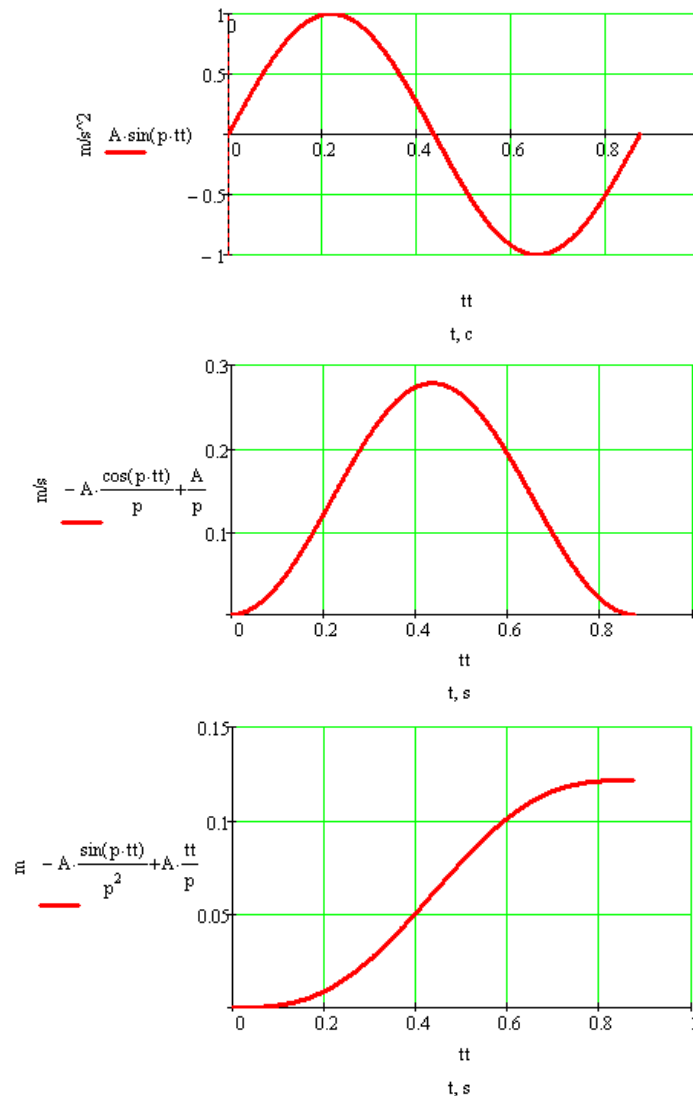 1
0
0.5
m/s^2 A·sin(p·tt)
0 0.2 0.4 0.6 0.8
− 0.5
− 1
tt
t, c
0.3
0.2
m/s − A·cos(p·tt)/p+A/p
0.1
0 0.2 0.4 0.6 0.8
tt
t, s
0.15
0.1
m − A·sin(p·tt)/p^2+A·tt/p
0.05
0 0.2 0.4 0.6 0.8 1
tt
t, s